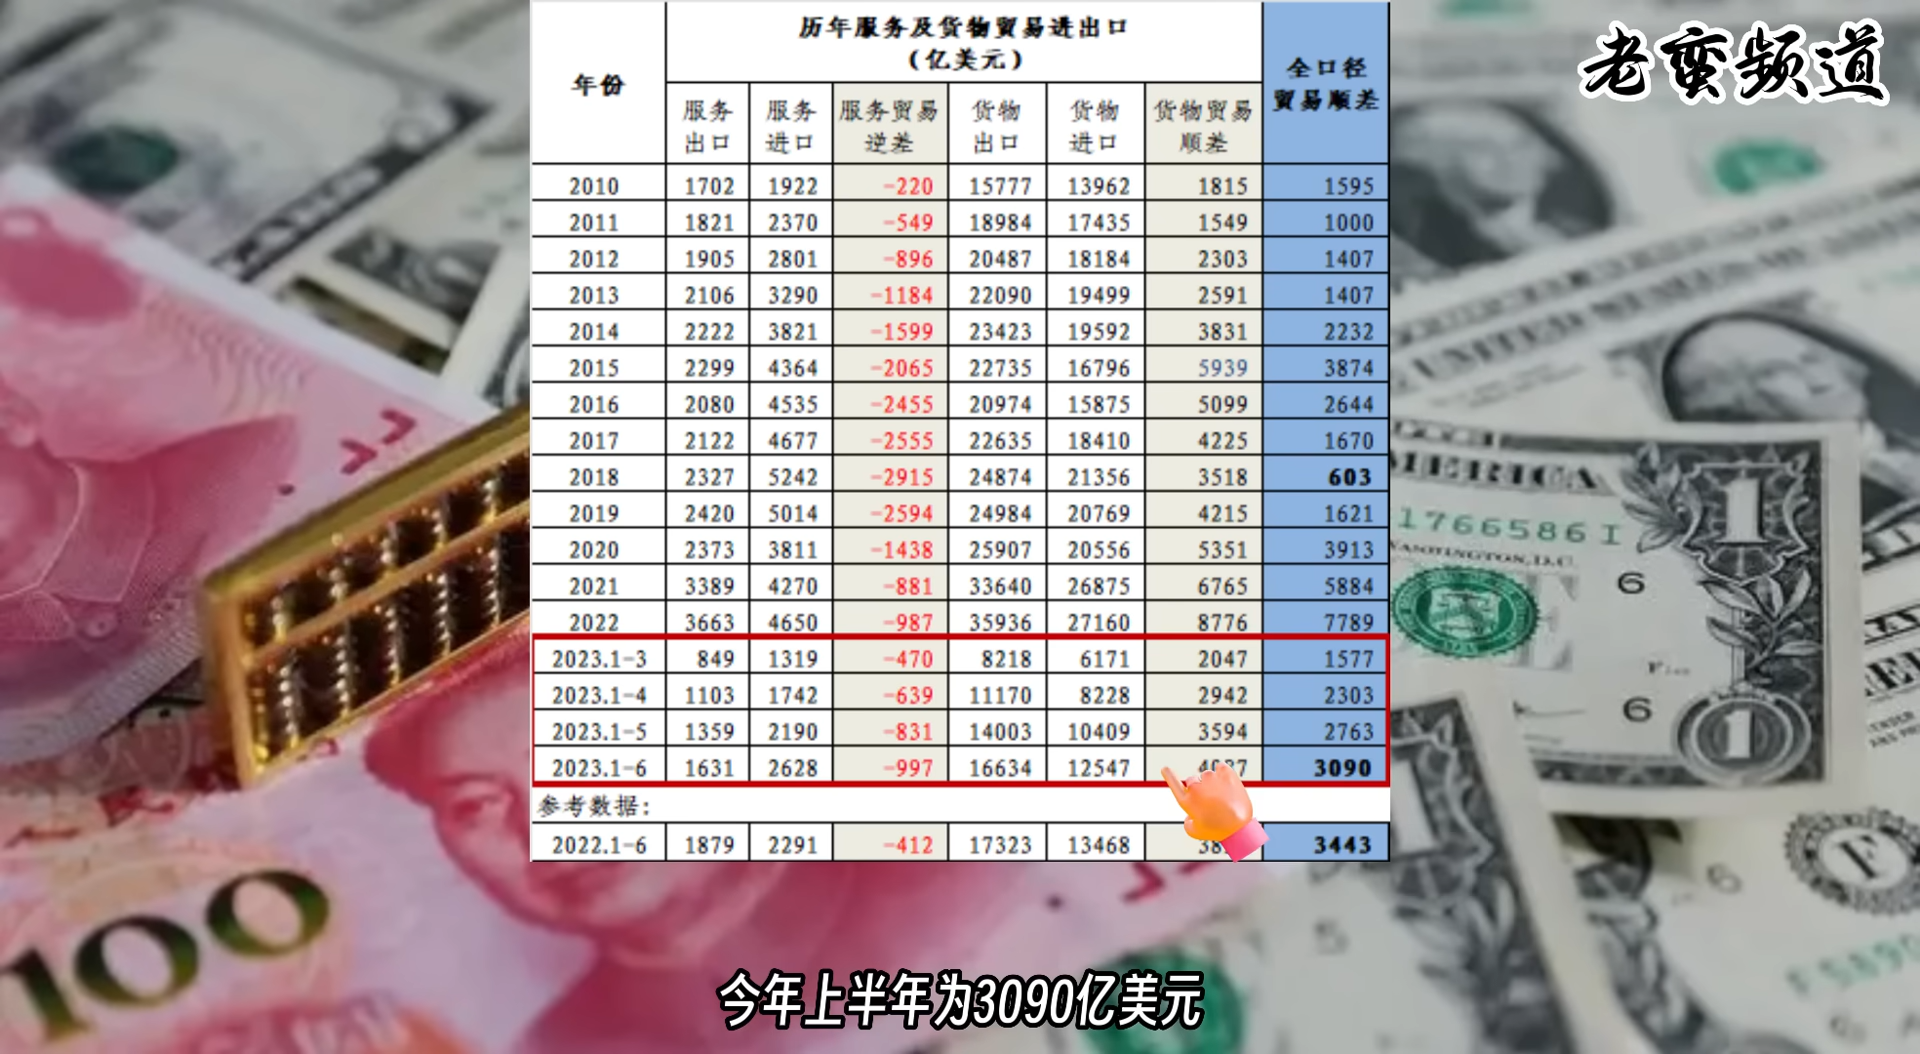 老蛮频道
历年服务及货物贸易进出口
(亿美元)
年份
全口径
贸易顺差
服务 服务 服务贸易 货物 货物 货物贸易
出口 进口 逆差 出口 进口 顺差
2010 1702 1922 -220 15777 13962 1815 1595
2011 1821 2370 -549 18984 17435 1549 1000
2012 1905 2801 -896 20487 18184 2303 1407
2013 2106 3290 -1184 22090 19499 2591 1407
2014 2222 3821 -1599 23423 19592 3831 2232
2015 2299 4364 -2065 22735 16796 5939 3874
2016 2080 4535 -2455 20974 15875 5099 2644
2017 2122 4677 -2555 22635 18410 4225 1670
2018 2327 5242 -2915 24874 21356 3518 603
2019 2420 5014 -2594 24984 20769 4215 1621
2020 2373 3811 -1438 25907 20556 5351 3913
2021 3389 4270 -881 33640 26875 6765 5884
2022 3663 4650 -987 35936 27160 8776 7789
2023.1-3 849 1319 -470 8218 6171 2047 1577
2023.1-4 1103 1742 -639 11170 8228 2942 2303
2023.1-5 1359 2190 -831 14003 10409 3594 2763
2023.1-6 1631 2628 -997 16634 12547 3090
参考数据:
2022.1-6 1879 2291 -412 17323 13468 3443
17665861
WASHINGTON, D.C.
6
6
1
1
F
100
今年上半年为3090亿美元